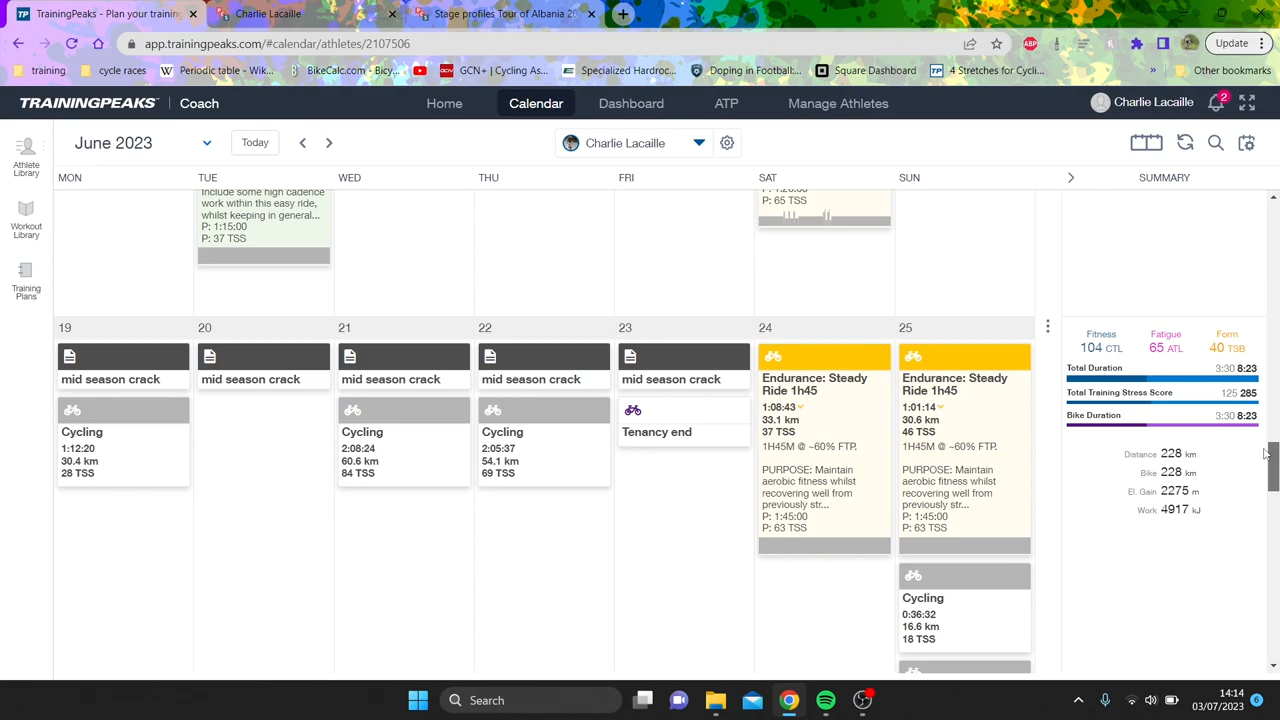 TrainingPeaks - Plan your training
Charlie Lacaille
Stage profiles Tour of Albania 20
app.trainingpeaks.com/#calendar/athletes/2107506
ABP
Update
training
cycle races
Periodic table - Wik...
BikeCalc.com - Bicy...
GCN+ | Cycling As...
Specialized Hardroc...
Doping in Football:...
Square Dashboard
4 Stretches for Cycli...
»
Other bookmarks
TRAININGPEAKS | Coach
Home
Calendar
Dashboard
ATP
Manage Athletes
Charlie Lacaille
2
Athlete
Library
Workout
Library
Training
Plans
June 2023
Today
Charlie Lacaille
MON
TUE
WED
THU
FRI
SAT
SUN
SUMMARY
Include some high cadence
work within this easy ride,
whilst keeping in general...
P: 1:15:00
P: 37 TSS
P: 65 TSS
19
mid season crack
Cycling
1:12:20
30.4 km
28 TSS
20
mid season crack
21
mid season crack
Cycling
2:08:24
60.6 km
84 TSS
22
mid season crack
Cycling
2:05:37
54.1 km
69 TSS
23
mid season crack
Tenancy end
24
Endurance: Steady
Ride 1h45
1:08:43
33.1 km
37 TSS
1H45M @ ~60% FTP.
PURPOSE: Maintain
aerobic fitness whilst
recovering well from
previously str...
P: 1:45:00
P: 63 TSS
25
Endurance: Steady
Ride 1h45
1:01:14
30.6 km
46 TSS
1H45M @ ~60% FTP.
PURPOSE: Maintain
aerobic fitness whilst
recovering well from
previously str...
P: 1:45:00
P: 63 TSS
Cycling
0:36:32
16.6 km
18 TSS
Fitness
104 CTL
Fatigue
65 ATL
Form
40 TSB
Total Duration 3:30 8:23
Total Training Stress Score 125 285
Bike Duration 3:30 8:23
Distance 228 km
Bike 228 km
El. Gain 2275 m
Work 4917 kJ
Search
14:14
03/07/2023
6